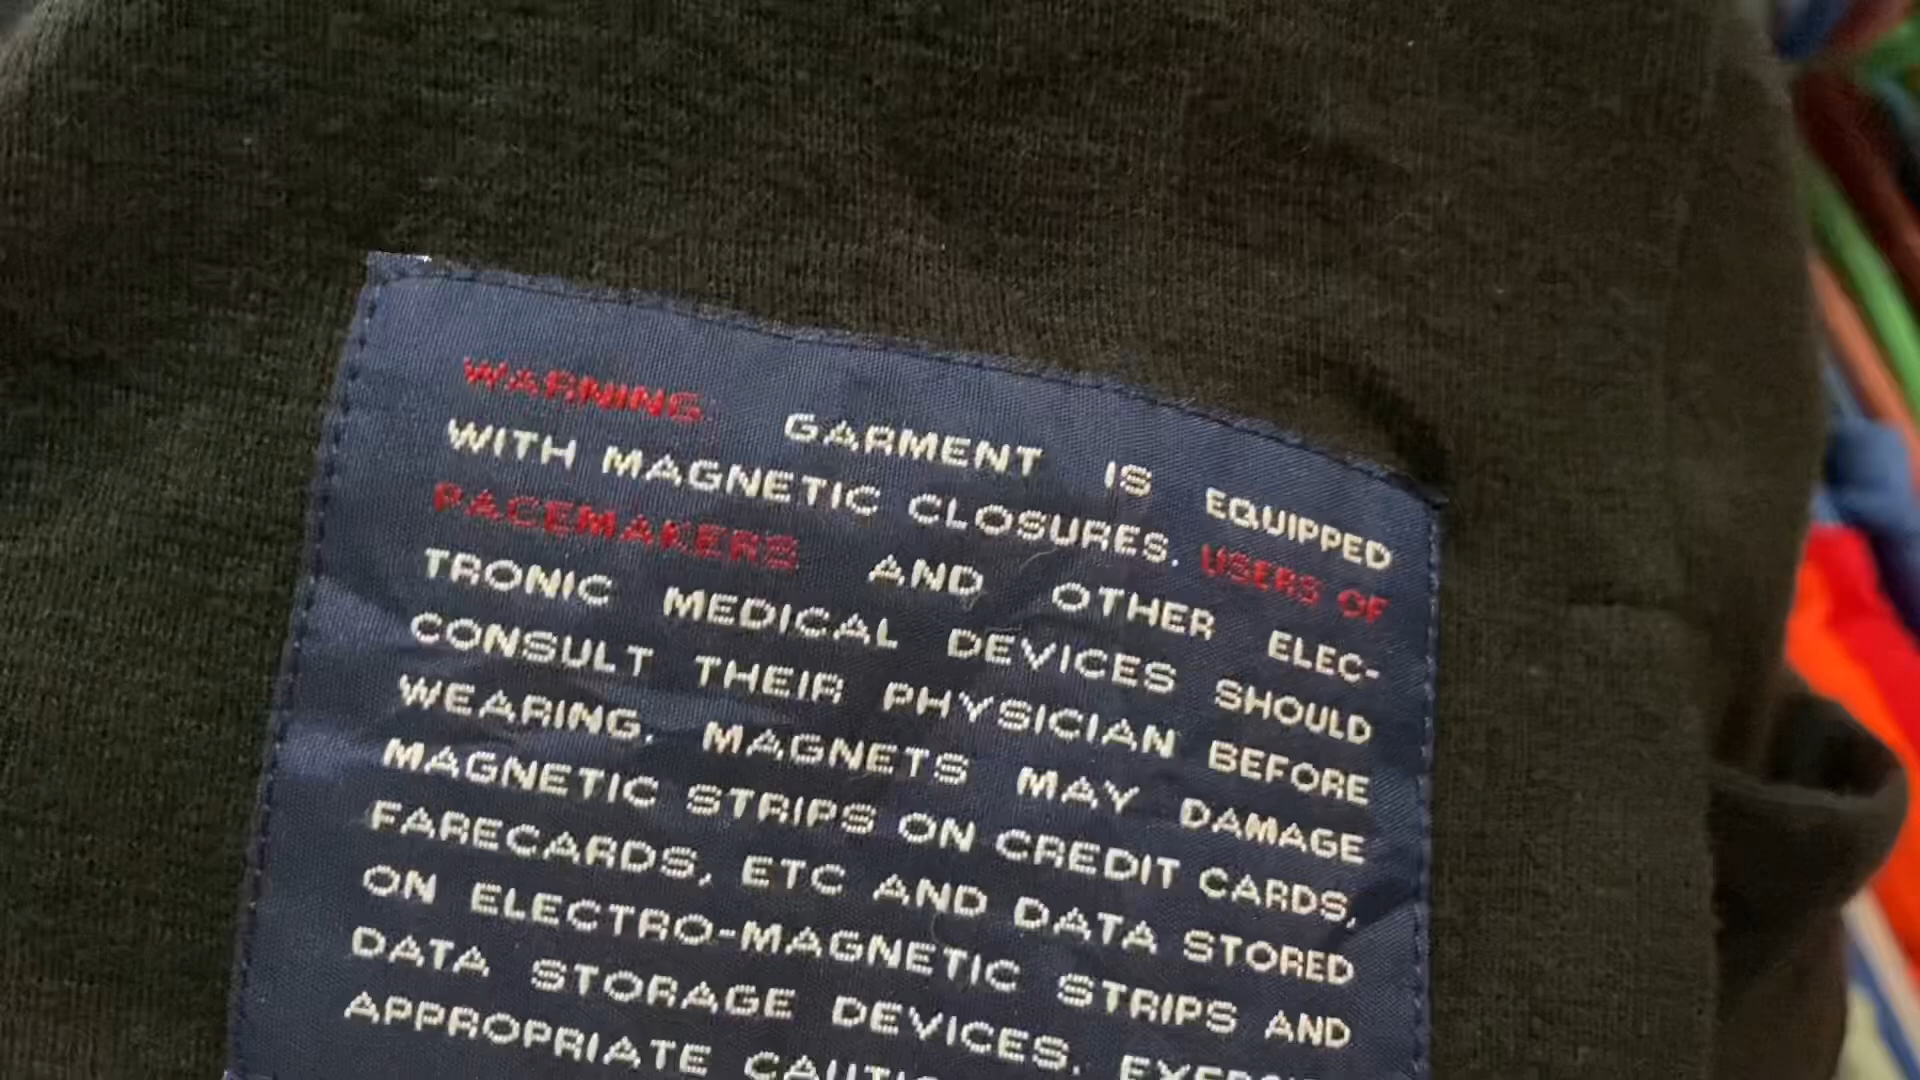 WARNING. GARMENT IS EQUIPPED
WITH MAGNETIC CLOSURES. USERS OF
PACEMAKERS AND OTHER ELEC-
TRONIC MEDICAL DEVICES SHOULD
CONSULT THEIR PHYSICIAN BEFORE
WEARING. MAGNETS MAY DAMAGE
MAGNETIC STRIPS ON CREDIT CARDS,
FARECARDS, ETC AND DATA STORED
ON ELECTRO-MAGNETIC STRIPS AND
DATA STORAGE DEVICES.
APPROPRIATE